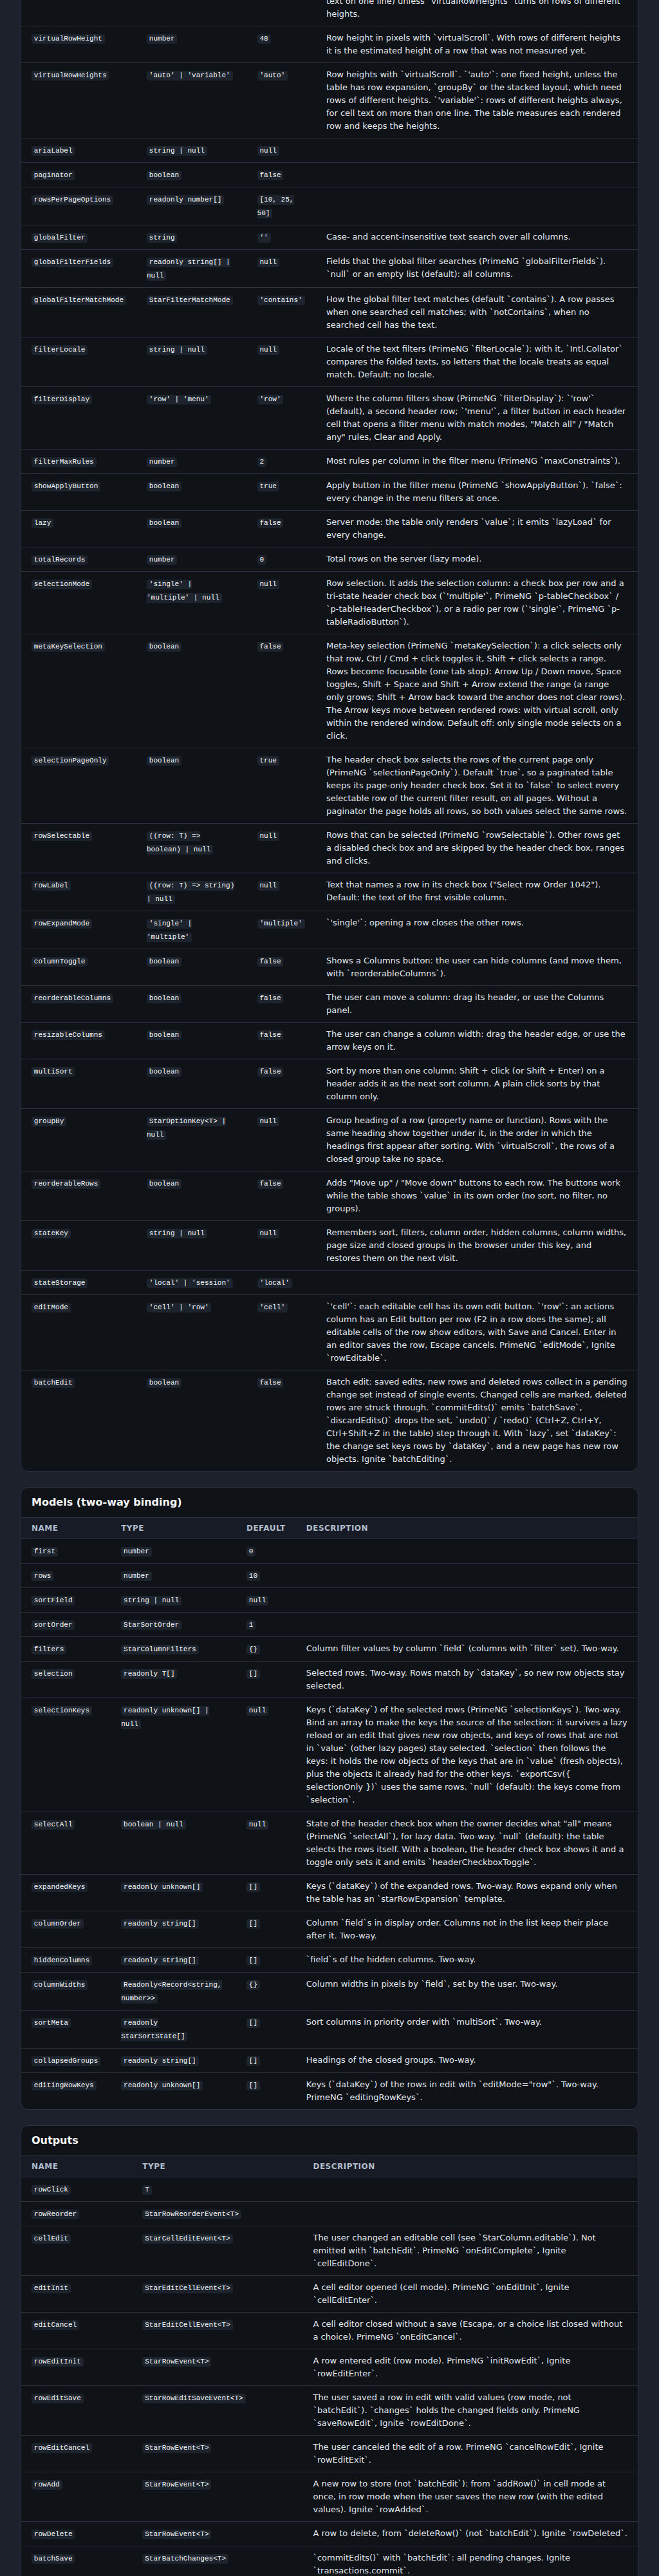 text on one line) unless `virtualRowHeights` turns on rows of different
heights.
virtualRowHeight number 48 Row height in pixels with `virtualScroll`. With rows of different heights
it is the estimated height of a row that was not measured yet.
virtualRowHeights 'auto' | 'variable' 'auto' Row heights with `virtualScroll`. `'auto'`: one fixed height, unless the
table has row expansion, `groupBy` or the stacked layout, which need
rows of different heights. `'variable'`: rows of different heights always,
for cell text on more than one line. The table measures each rendered
row and keeps the heights.
ariaLabel string | null null
paginator boolean false
rowsPerPageOptions readonly number[] [10, 25,
50]
globalFilter string '' Case- and accent-insensitive text search over all columns.
globalFilterFields readonly string[] | null Fields that the global filter searches (PrimeNG `globalFilterFields`).
null `null` or an empty list (default): all columns.
globalFilterMatchMode StarFilterMatchMode 'contains' How the global filter text matches (default `contains`). A row passes
when one searched cell matches; with `notContains`, when no
searched cell has the text.
filterLocale string | null null Locale of the text filters (PrimeNG `filterLocale`): with it, `Intl.Collator`
compares the folded texts, so letters that the locale treats as equal
match. Default: no locale.
filterDisplay 'row' | 'menu' 'row' Where the column filters show (PrimeNG `filterDisplay`): `'row'`
(default), a second header row; `'menu'`, a filter button in each header
cell that opens a filter menu with match modes, "Match all" / "Match
any" rules, Clear and Apply.
filterMaxRules number 2 Most rules per column in the filter menu (PrimeNG `maxConstraints`).
showApplyButton boolean true Apply button in the filter menu (PrimeNG `showApplyButton`). `false`:
every change in the menu filters at once.
lazy boolean false Server mode: the table only renders `value`; it emits `lazyLoad` for
every change.
totalRecords number 0 Total rows on the server (lazy mode).
selectionMode 'single' | null Row selection. It adds the selection column: a check box per row and a
'multiple' | null tri-state header check box (`'multiple'`, PrimeNG `p-tableCheckbox` /
`p-tableHeaderCheckbox`), or a radio per row (`'single'`, PrimeNG `p-
tableRadioButton`).
metaKeySelection boolean false Meta-key selection (PrimeNG `metaKeySelection`): a click selects only
that row, Ctrl / Cmd + click toggles it, Shift + click selects a range.
Rows become focusable (one tab stop): Arrow Up / Down move, Space
toggles, Shift + Space and Shift + Arrow extend the range (a range
only grows; Shift + Arrow back toward the anchor does not clear rows).
The Arrow keys move between rendered rows: with virtual scroll, only
within the rendered window. Default off: only single mode selects on a
click.
selectionPageOnly boolean true The header check box selects the rows of the current page only
(PrimeNG `selectionPageOnly`). Default `true`, so a paginated table
keeps its page-only header check box. Set it to `false` to select every
selectable row of the current filter result, on all pages. Without a
paginator the page holds all rows, so both values select the same rows.
rowSelectable ((row: T) => null Rows that can be selected (PrimeNG `rowSelectable`). Other rows get
boolean) | null a disabled check box and are skipped by the header check box, ranges
and clicks.
rowLabel ((row: T) => string) null Text that names a row in its check box ("Select row Order 1042").
| null Default: the text of the first visible column.
rowExpandMode 'single' | 'multiple' `'single'`: opening a row closes the other rows.
'multiple'
columnToggle boolean false Shows a Columns button: the user can hide columns (and move them,
with `reorderableColumns`).
reorderableColumns boolean false The user can move a column: drag its header, or use the Columns
panel.
resizableColumns boolean false The user can change a column width: drag the header edge, or use the
arrow keys on it.
multiSort boolean false Sort by more than one column: Shift + click (or Shift + Enter) on a
header adds it as the next sort column. A plain click sorts by that
column only.
groupBy StarOptionKey<T> | null Group heading of a row (property name or function). Rows with the
null same heading show together under it, in the order in which the
headings first appear after sorting. With `virtualScroll`, the rows of a
closed group take no space.
reorderableRows boolean false Adds "Move up" / "Move down" buttons to each row. The buttons work
while the table shows `value` in its own order (no sort, no filter, no
groups).
stateKey string | null null Remembers sort, filters, column order, hidden columns, column widths,
page size and closed groups in the browser under this key, and
restores them on the next visit.
stateStorage 'local' | 'session' 'local'
editMode 'cell' | 'row' 'cell' `'cell'`: each editable cell has its own edit button. `'row'`: an actions
column has an Edit button per row (F2 in a row does the same); all
editable cells of the row show editors, with Save and Cancel. Enter in
an editor saves the row, Escape cancels. PrimeNG `editMode`, Ignite
`rowEditable`.
batchEdit boolean false Batch edit: saved edits, new rows and deleted rows collect in a pending
change set instead of single events. Changed cells are marked, deleted
rows are struck through. `commitEdits()` emits `batchSave`,
`discardEdits()` drops the set, `undo()` / `redo()` (Ctrl+Z, Ctrl+Y,
Ctrl+Shift+Z in the table) step through it. With `lazy`, set `dataKey`:
the change set keys rows by `dataKey`, and a new page has new row
objects. Ignite `batchEditing`.
Models (two-way binding)
NAME TYPE DEFAULT DESCRIPTION
first number 0
rows number 10
sortField string | null null
sortOrder StarSortOrder 1
filters StarColumnFilters {} Column filter values by column `field` (columns with `filter` set). Two-way.
selection readonly T[] [] Selected rows. Two-way. Rows match by `dataKey`, so new row objects stay
selected.
selectionKeys readonly unknown[] | null Keys (`dataKey`) of the selected rows (PrimeNG `selectionKeys`). Two-way.
null Bind an array to make the keys the source of the selection: it survives a lazy
reload or an edit that gives new row objects, and keys of rows that are not
in `value` (other lazy pages) stay selected. `selection` then follows the
keys: it holds the row objects of the keys that are in `value` (fresh objects),
plus the objects it already had for the other keys. `exportCsv({
selectionOnly })` uses the same rows. `null` (default): the keys come from
`selection`.
selectAll boolean | null null State of the header check box when the owner decides what "all" means
(PrimeNG `selectAll`), for lazy data. Two-way. `null` (default): the table
selects the rows itself. With a boolean, the header check box shows it and a
toggle only sets it and emits `headerCheckboxToggle`.
expandedKeys readonly unknown[] [] Keys (`dataKey`) of the expanded rows. Two-way. Rows expand only when
the table has an `starRowExpansion` template.
columnOrder readonly string[] [] Column `field`s in display order. Columns not in the list keep their place
after it. Two-way.
hiddenColumns readonly string[] [] `field`s of the hidden columns. Two-way.
columnWidths Readonly<Record<string, {} Column widths in pixels by `field`, set by the user. Two-way.
number>>
sortMeta readonly [] Sort columns in priority order with `multiSort`. Two-way.
StarSortState[]
collapsedGroups readonly string[] [] Headings of the closed groups. Two-way.
editingRowKeys readonly unknown[] [] Keys (`dataKey`) of the rows in edit with `editMode="row"`. Two-way.
PrimeNG `editingRowKeys`.
Outputs
NAME TYPE DESCRIPTION
rowClick T
rowReorder StarRowReorderEvent<T>
cellEdit StarCellEditEvent<T> The user changed an editable cell (see `StarColumn.editable`). Not
emitted with `batchEdit`. PrimeNG `onEditComplete`, Ignite
`cellEditDone`.
editInit StarEditCellEvent<T> A cell editor opened (cell mode). PrimeNG `onEditInit`, Ignite
`cellEditEnter`.
editCancel StarEditCellEvent<T> A cell editor closed without a save (Escape, or a choice list closed without
a choice). PrimeNG `onEditCancel`.
rowEditInit StarRowEvent<T> A row entered edit (row mode). PrimeNG `initRowEdit`, Ignite
`rowEditEnter`.
rowEditSave StarRowEditSaveEvent<T> The user saved a row in edit with valid values (row mode, not
`batchEdit`). `changes` holds the changed fields only. PrimeNG
`saveRowEdit`, Ignite `rowEditDone`.
rowEditCancel StarRowEvent<T> The user canceled the edit of a row. PrimeNG `cancelRowEdit`, Ignite
`rowEditExit`.
rowAdd StarRowEvent<T> A new row to store (not `batchEdit`): from `addRow()` in cell mode at
once, in row mode when the user saves the new row (with the edited
values). Ignite `rowAdded`.
rowDelete StarRowEvent<T> A row to delete, from `deleteRow()` (not `batchEdit`). Ignite `rowDeleted`.
batchSave StarBatchChanges<T> `commitEdits()` with `batchEdit`: all pending changes. Ignite
`transactions.commit`.